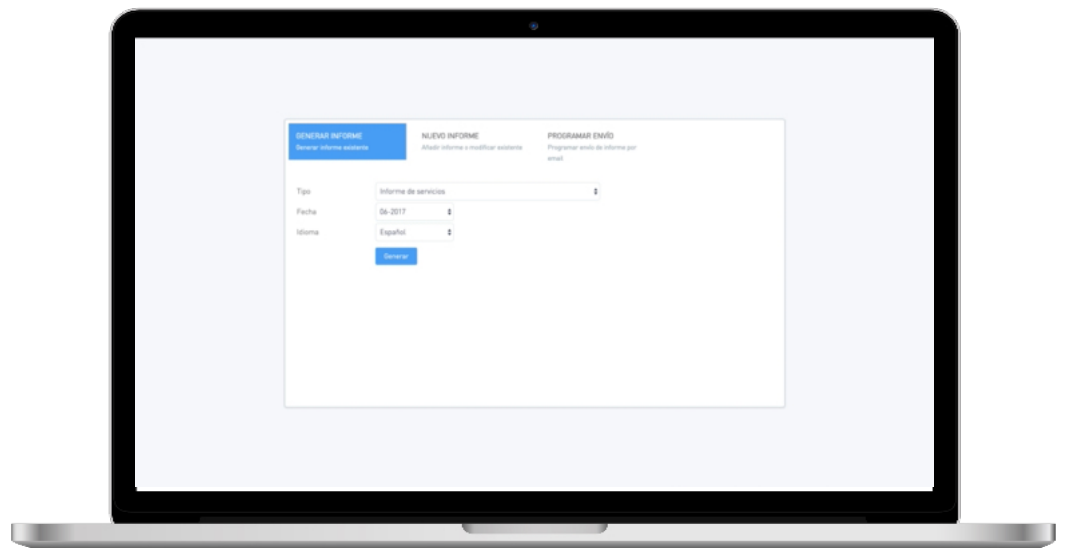 GENERAR INFORME
Generar informe existente
NUEVO INFORME
Añadir informe o modificar existente
PROGRAMAR ENVÍO
Programar envío de informe por
email.
Tipo
Informe de servicios
Fecha
06-2017
Idioma
Español
Generar